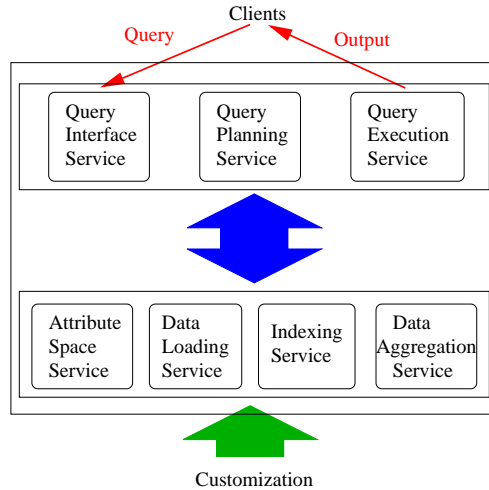 Clients
Query
Output
Query
Interface
Service
Query
Planning
Service
Query
Execution
Service
Attribute
Space
Service
Data
Loading
Service
Indexing
Service
Data
Aggregation
Service
Customization